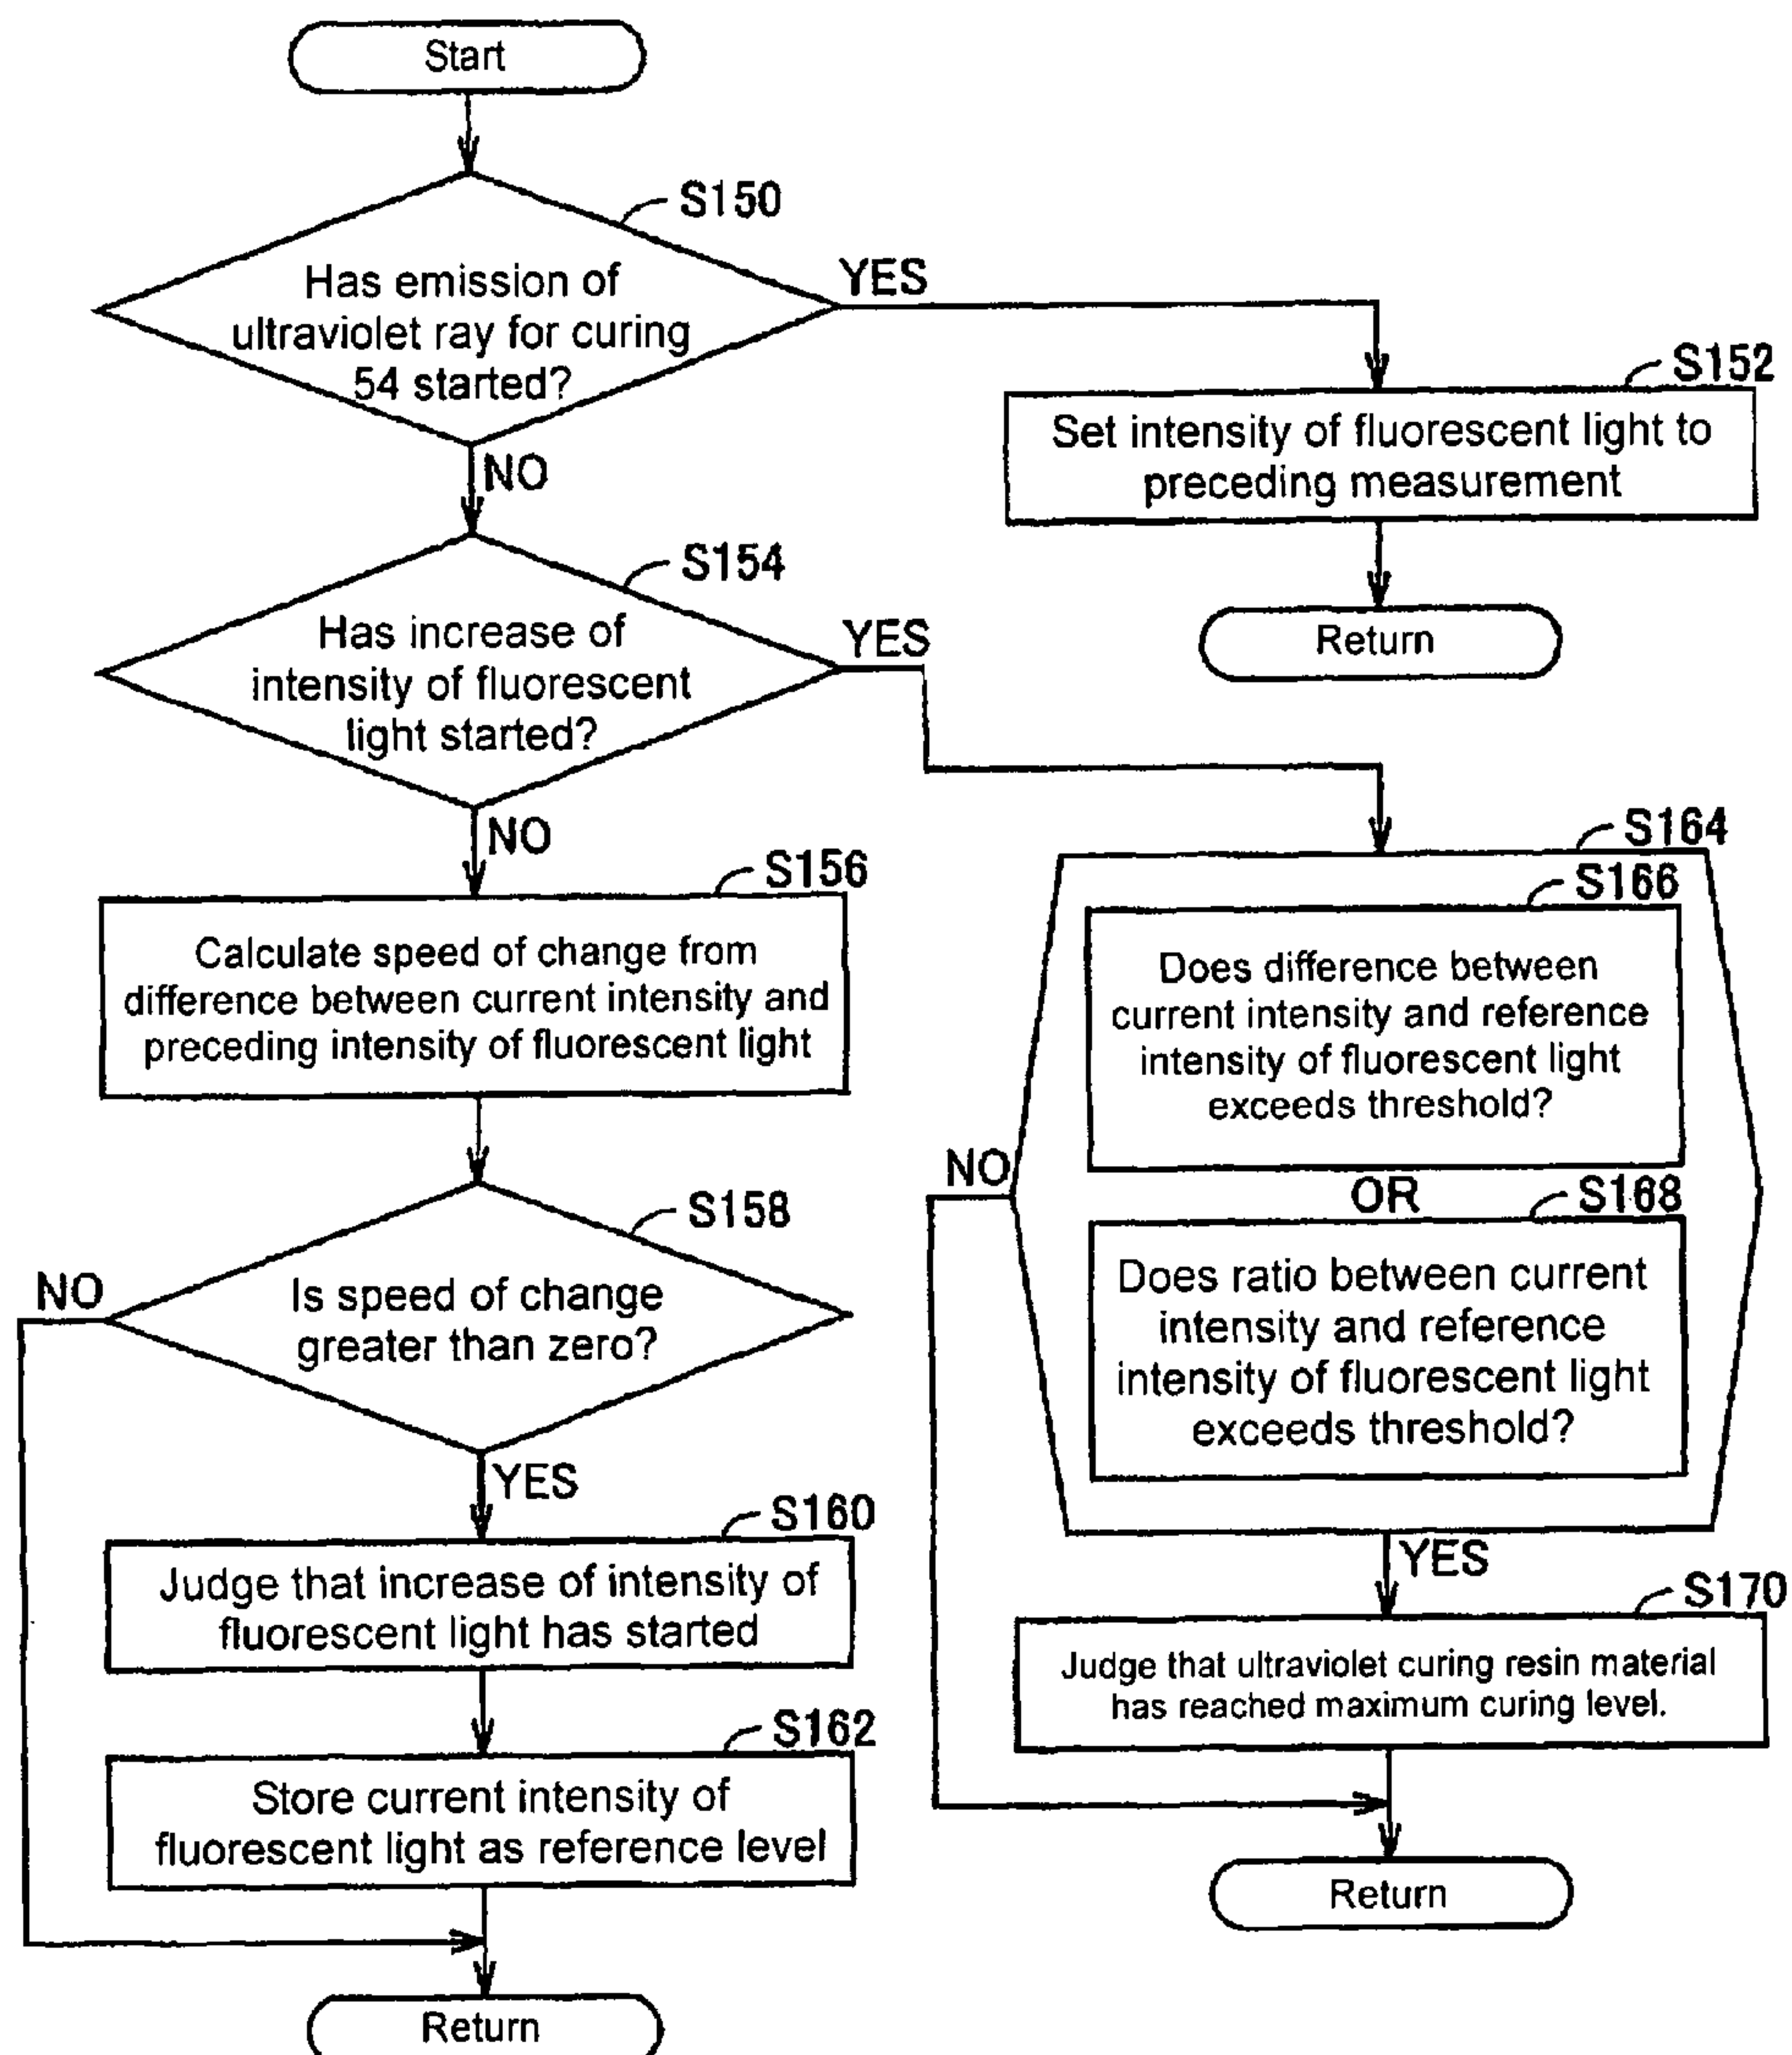 Start
S150
Has emission of
ultraviolet ray for curing
54 started?
YES
NO
S152
Set intensity of fluorescent light to
preceding measurement
Return
S154
Has increase of
intensity of fluorescent
light started?
YES
NO
S156
Calculate speed of change from
difference between current intensity and
preceding intensity of fluorescent light
S158
Is speed of change
greater than zero?
NO
YES
S160
Judge that increase of intensity of
fluorescent light has started
S162
Store current intensity of
fluorescent light as reference level
Return
S164
S166
Does difference between
current intensity and reference
intensity of fluorescent light
exceeds threshold?
OR
S168
Does ratio between current
intensity and reference
intensity of fluorescent light
exceeds threshold?
NO
YES
S170
Judge that ultraviolet curing resin material
has reached maximum curing level.
Return